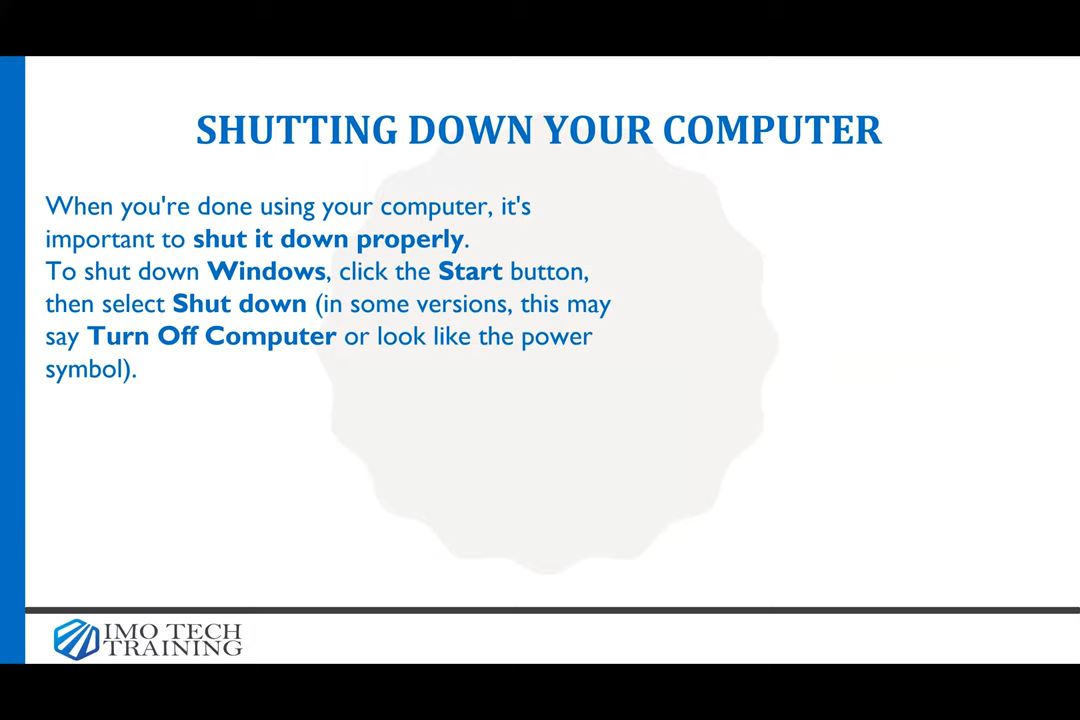 SHUTTING DOWN YOUR COMPUTER
When you're done using your computer, it's
important to shut it down properly.
To shut down Windows, click the Start button,
then select Shut down (in some versions, this may
say Turn Off Computer or look like the power
symbol).
IMO TECH
TRAINING